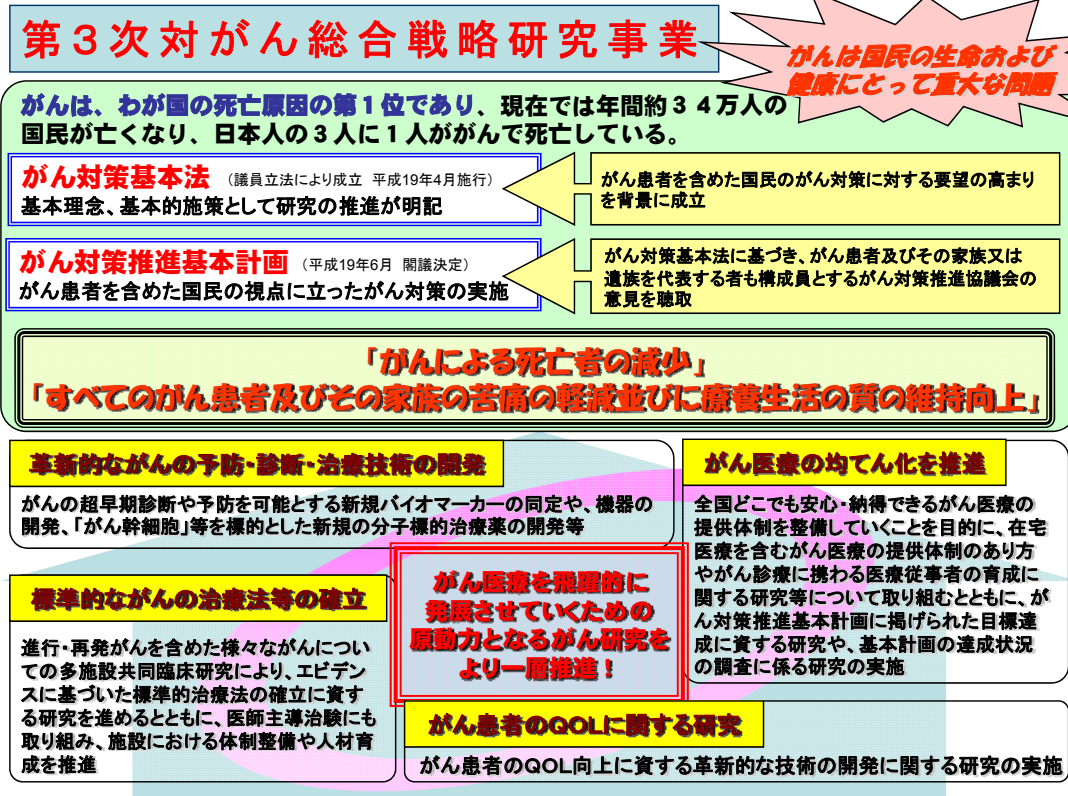 第３次対がん総合戦略研究事業
がんは国民の生命および
健康にとって重大な問題
がんは、わが国の死亡原因の第１位であり、現在では年間約３４万人の
国民が亡くなり、日本人の３人に１人ががんで死亡している。
がん対策基本法 （議員立法により成立 平成19年4月施行）
基本理念、基本的施策として研究の推進が明記
がん患者を含めた国民のがん対策に対する要望の高まり
を背景に成立
がん対策推進基本計画 （平成19年6月 閣議決定）
がん患者を含めた国民の視点に立ったがん対策の実施
がん対策基本法に基づき、がん患者及びその家族又は
遺族を代表する者も構成員とするがん対策推進協議会の
意見を聴取
「がんによる死亡者の減少」
「すべてのがん患者及びその家族の苦痛の軽減並びに療養生活の質の維持向上」
革新的ながんの予防・診断・治療技術の開発
がんの超早期診断や予防を可能とする新規バイオマーカーの同定や、機器の
開発、「がん幹細胞」等を標的とした新規の分子標的治療薬の開発等
がん医療の均てん化を推進
全国どこでも安心・納得できるがん医療の
提供体制を整備していくことを目的に、在宅
医療を含むがん医療の提供体制のあり方
やがん診療に携わる医療従事者の育成に
関する研究等について取り組むとともに、が
ん対策推進基本計画に掲げられた目標達
成に資する研究や、基本計画の達成状況
の調査に係る研究の実施
標準的ながんの治療法等の確立
進行・再発がんを含めた様々ながんについ
ての多施設共同臨床研究により、エビデン
スに基づいた標準的治療法の確立に資す
る研究を進めるとともに、医師主導治験にも
取り組み、施設における体制整備や人材育
成を推進
がん医療を飛躍的に
発展させていくための
原動力となるがん研究を
より一層推進！
がん患者のQOLに関する研究
がん患者のQOL向上に資する革新的な技術の開発に関する研究の実施